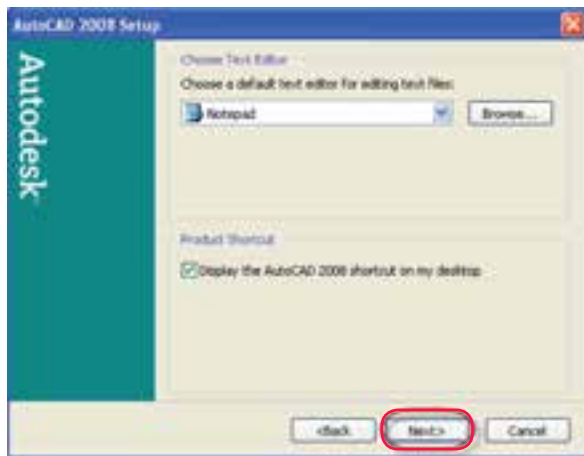 AutoCAD 2008 Setup
Autodesk
Choose Text Editor
Choose a default text editor for editing text files:
Notepad
Browse...
Product Shortcut
Display the AutoCAD 2008 shortcut on my desktop
<Back
Next>
Cancel